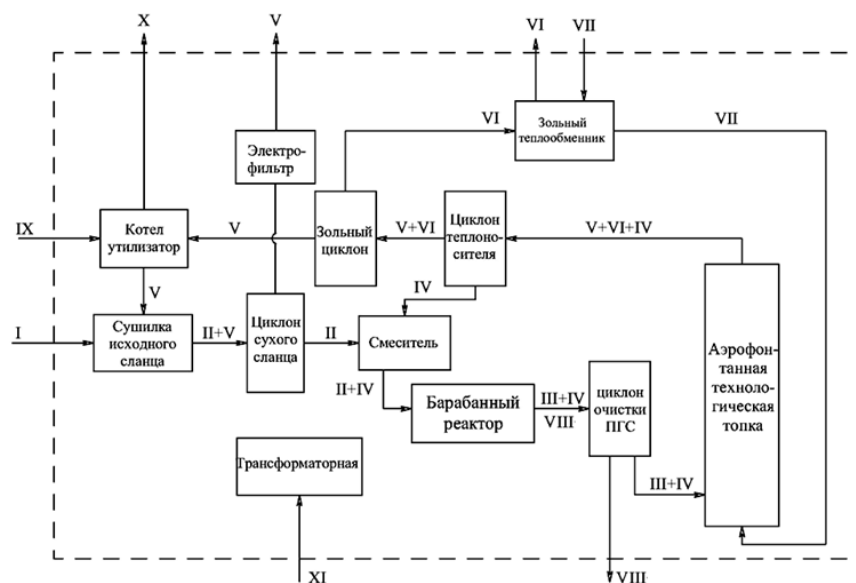 X
V
VI
VII
VI
Зольный
теплообменник
VII
Электро-
фильтр
IX
Котел
утилизатор
V
Зольный
циклон
V+VI
Циклон
теплоно-
сителя
V+VI+IV
V
IV
I
Сушилка
исходного
сланца
II+V
Циклон
сухого
сланца
II
Смеситель
Аэрофон-
танная
техноло-
гическая
топка
II+IV
Барабанный
реактор
III+IV
VIII
циклон
очистки
ПГС
Трансформаторная
III+IV
XI
VIII